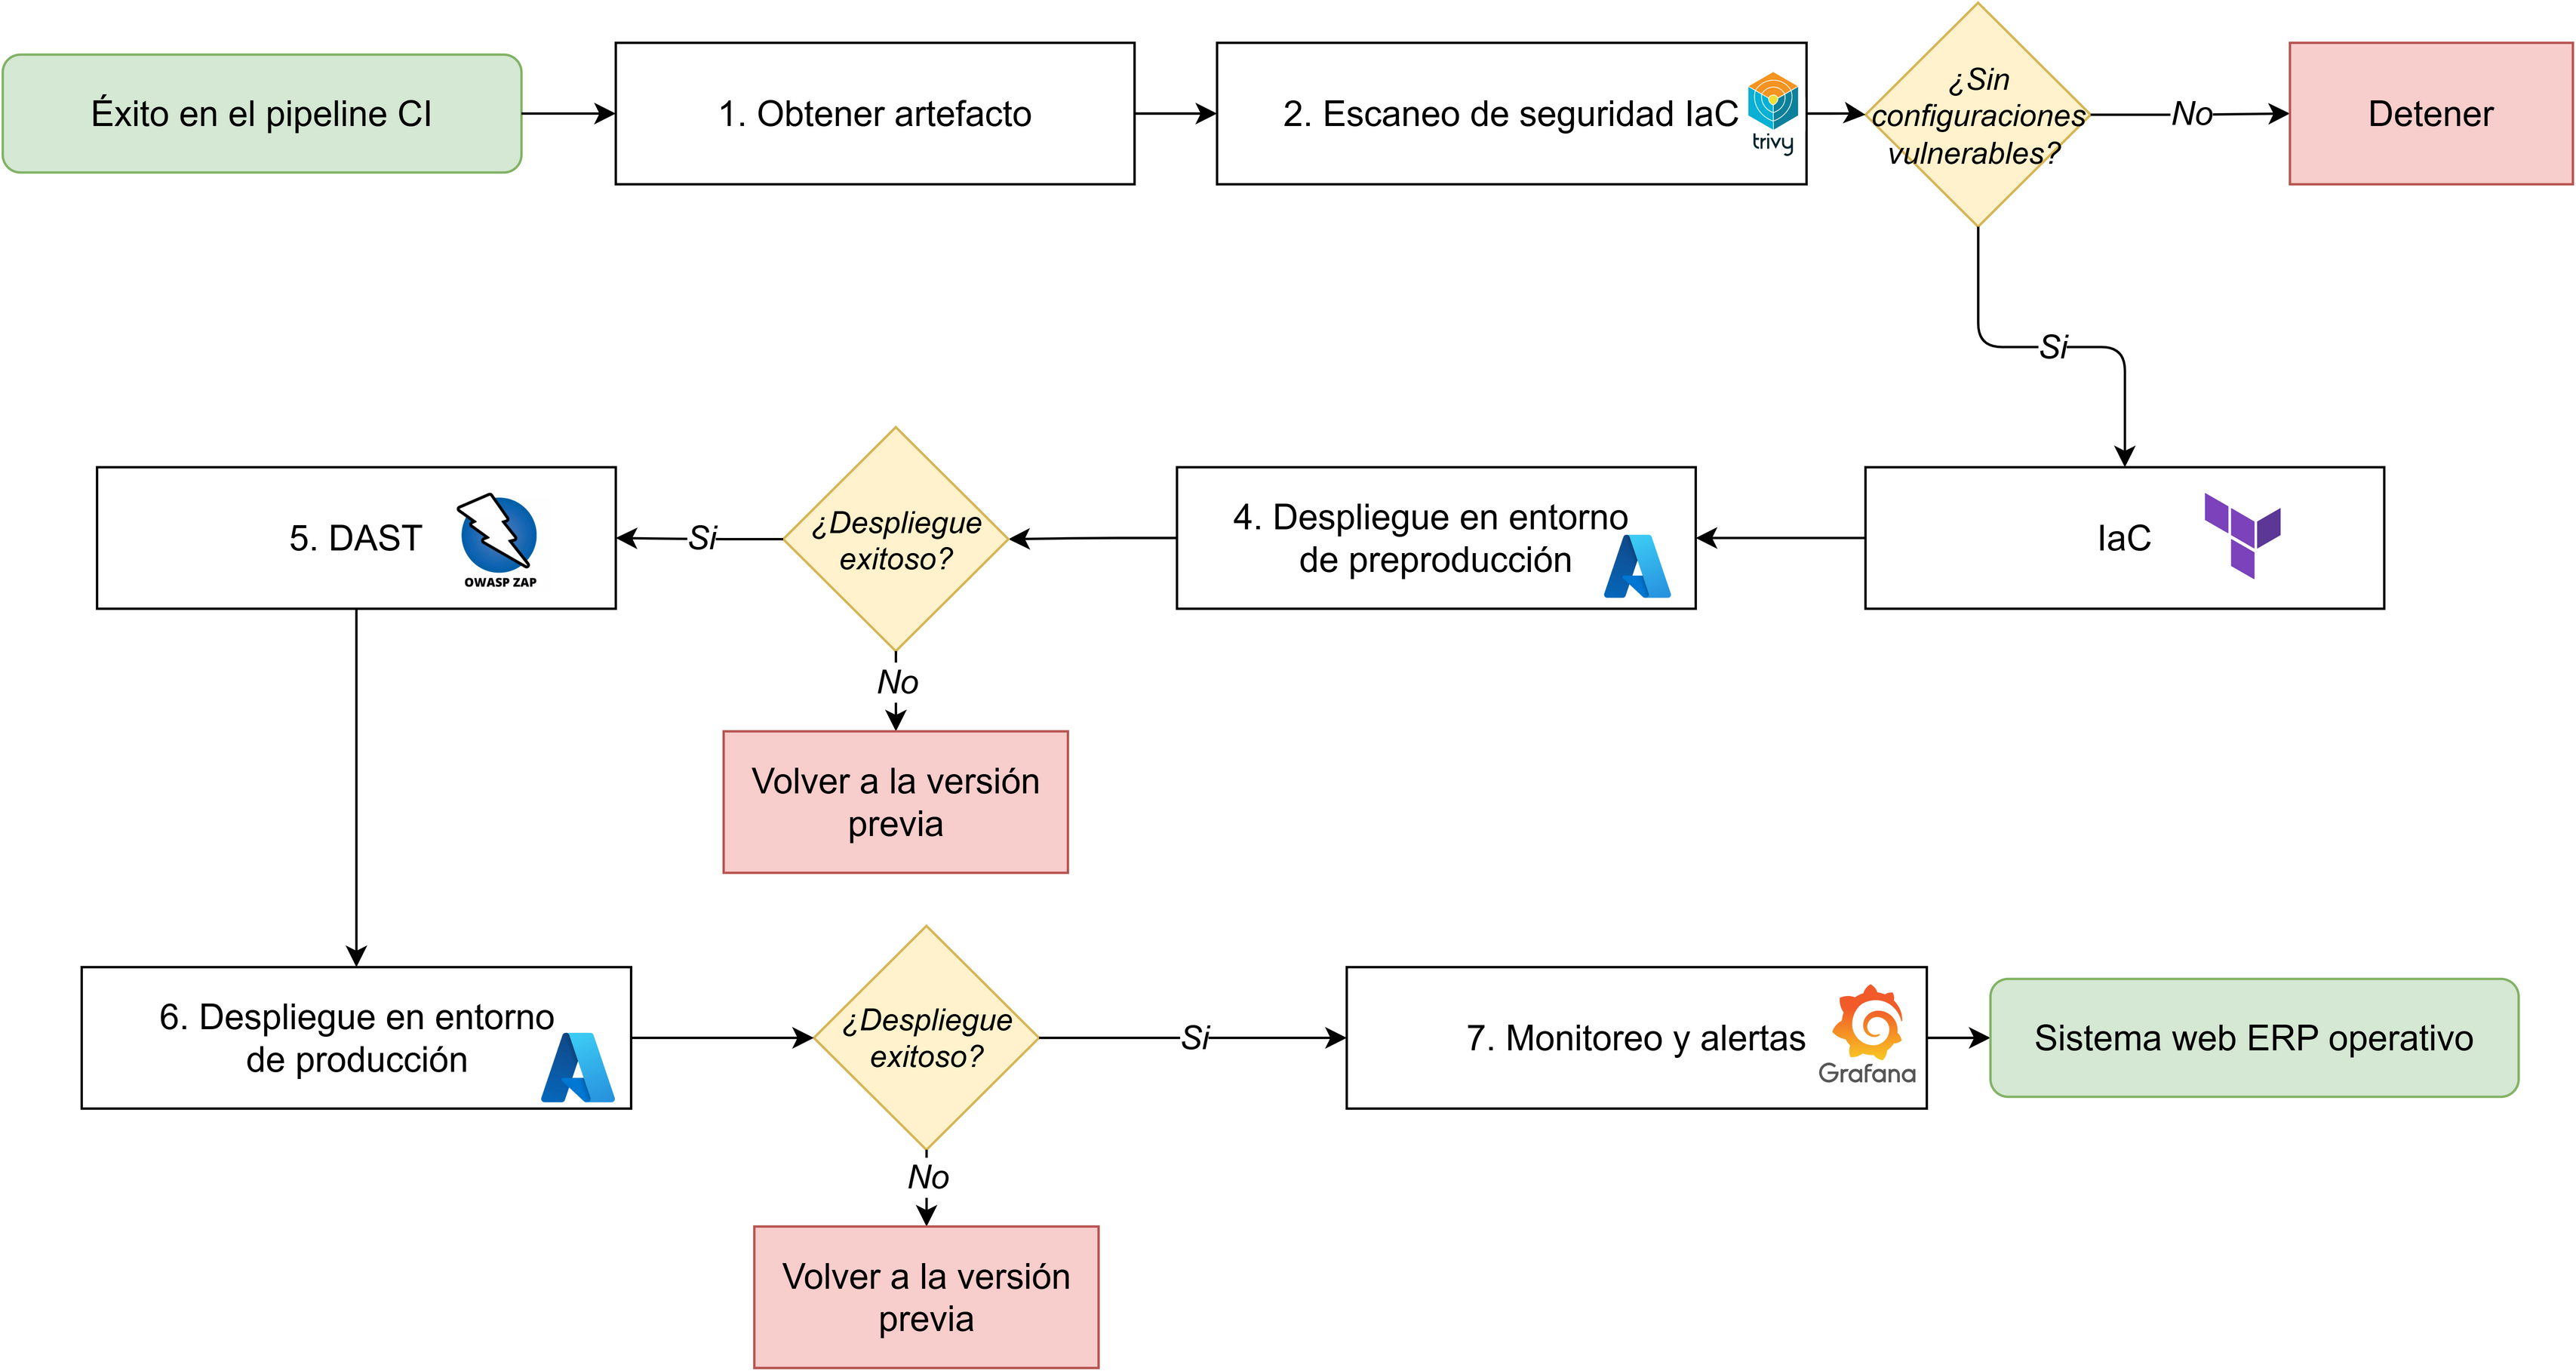 Éxito en el pipeline CI
1. Obtener artefacto
2. Escaneo de seguridad IaC
trivy
¿Sin
configuraciones
vulnerables?
No
Detener
Si
IaC
4. Despliegue en entorno
de preproducción
¿Despliegue
exitoso?
Si
5. DAST
OWASP ZAP
No
Volver a la versión
previa
6. Despliegue en entorno
de producción
¿Despliegue
exitoso?
Si
7. Monitoreo y alertas
Grafana
Sistema web ERP operativo
No
Volver a la versión
previa